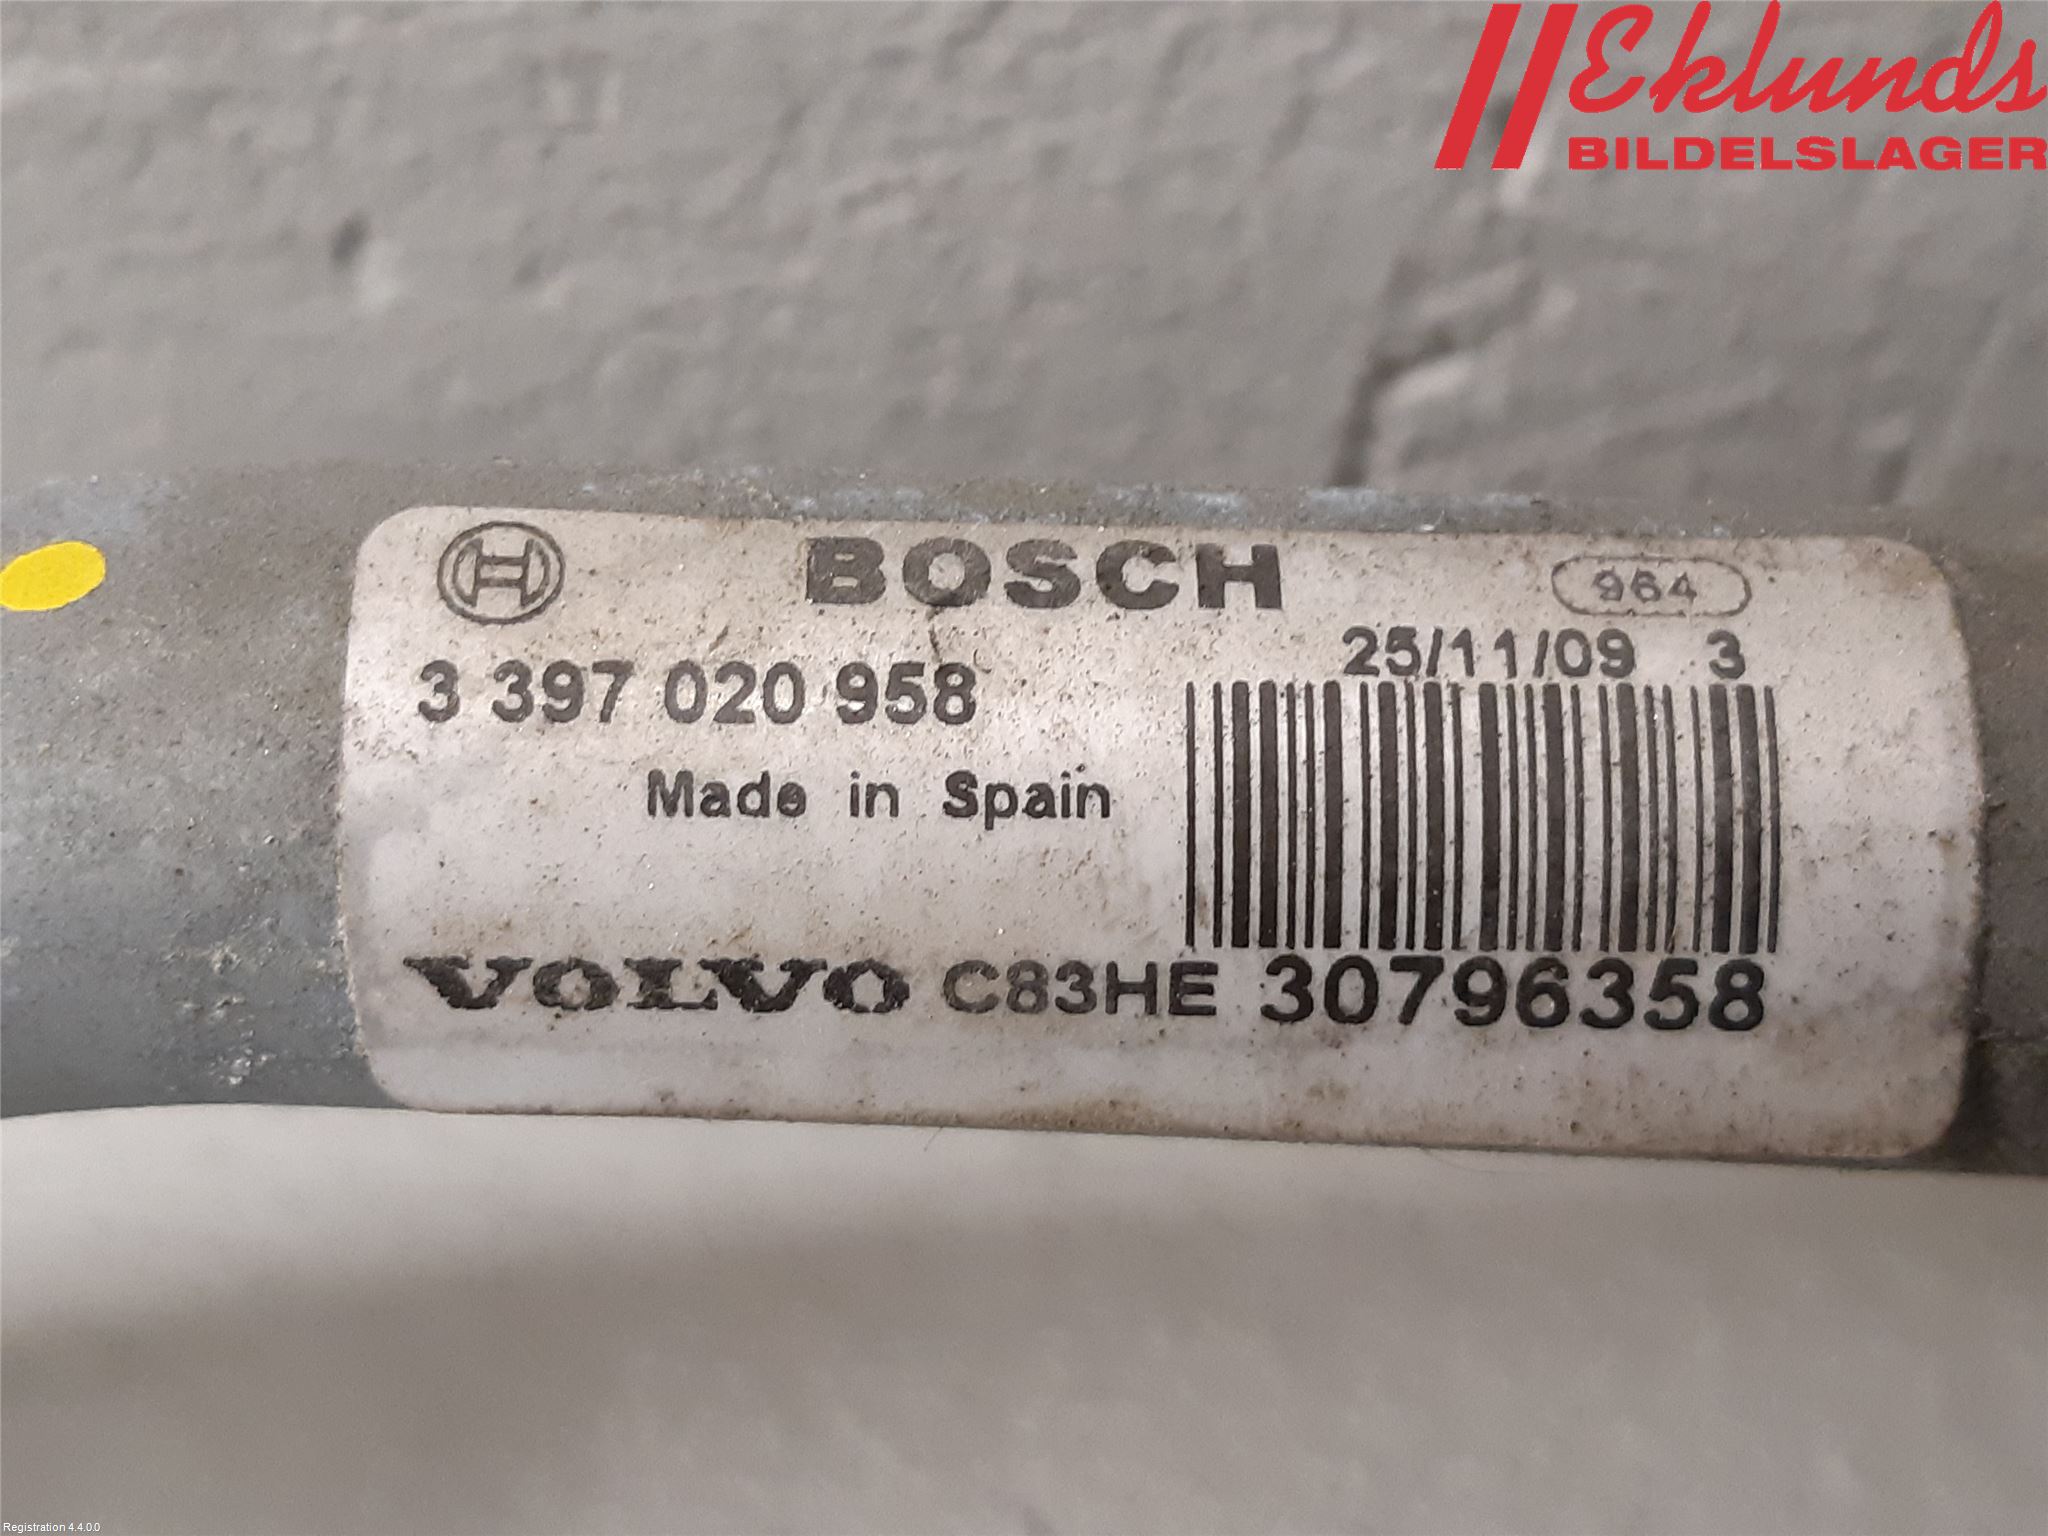 Eklunds
BILDELSLAGER
BOSCH 964
25/11/09 3
3 397 020 958
Made in Spain
VOLVO C83HE 30796358
Registration 4.4.0.0